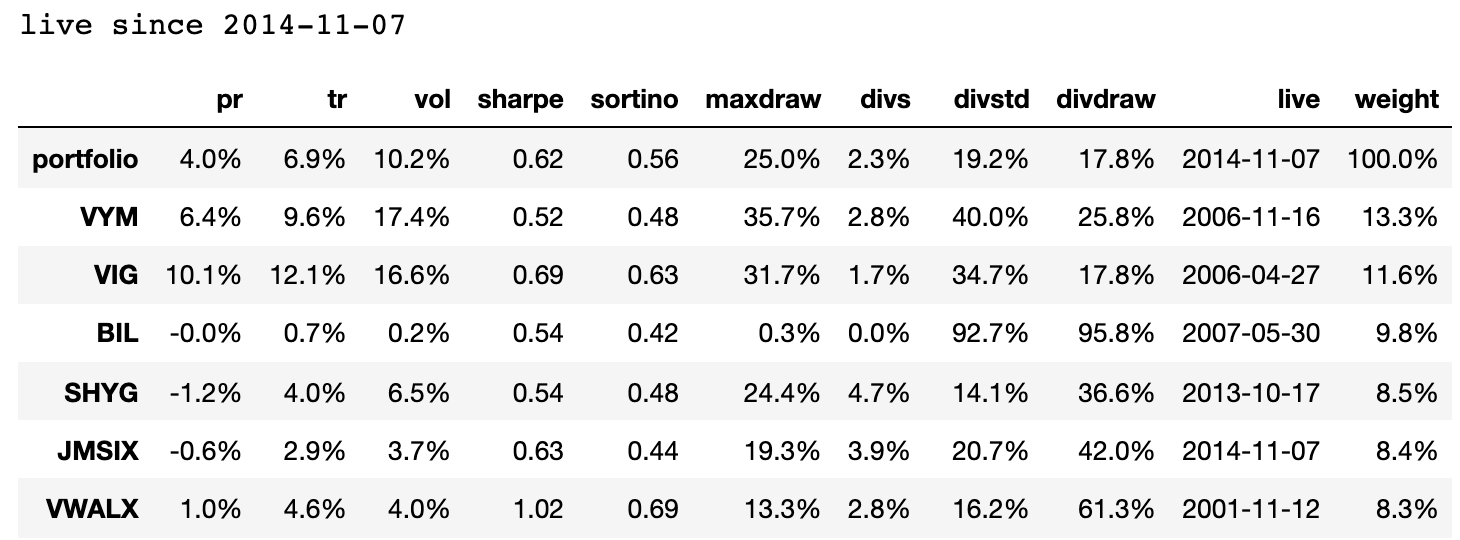 live since 2014-11-07
pr tr vol sharpe sortino maxdraw divs divstd divdraw live weight
portfolio 4.0% 6.9% 10.2% 0.62 0.56 25.0% 2.3% 19.2% 17.8% 2014-11-07 100.0%
VYM 6.4% 9.6% 17.4% 0.52 0.48 35.7% 2.8% 40.0% 25.8% 2006-11-16 13.3%
VIG 10.1% 12.1% 16.6% 0.69 0.63 31.7% 1.7% 34.7% 17.8% 2006-04-27 11.6%
BIL -0.0% 0.7% 0.2% 0.54 0.42 0.3% 0.0% 92.7% 95.8% 2007-05-30 9.8%
SHYG -1.2% 4.0% 6.5% 0.54 0.48 24.4% 4.7% 14.1% 36.6% 2013-10-17 8.5%
JMSIX -0.6% 2.9% 3.7% 0.63 0.44 19.3% 3.9% 20.7% 42.0% 2014-11-07 8.4%
VWALX 1.0% 4.6% 4.0% 1.02 0.69 13.3% 2.8% 16.2% 61.3% 2001-11-12 8.3%